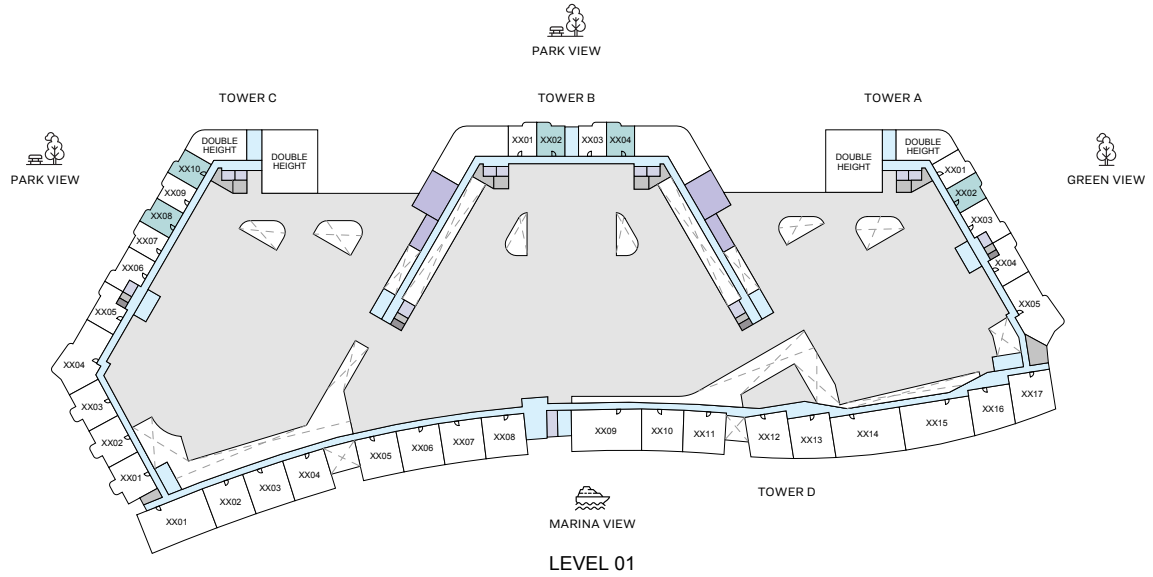 PARK VIEW
TOWER C
TOWER B
TOWER A
PARK VIEW
GREEN VIEW
DOUBLE
HEIGHT
DOUBLE
HEIGHT
XX10
XX09
XX08
XX07
XX06
XX05
XX04
XX03
XX02
XX01
XX01
XX02
XX03
XX04
DOUBLE
HEIGHT
DOUBLE
HEIGHT
XX01
XX02
XX03
XX04
XX05
XX01
XX02
XX03
XX04
XX05
XX06
XX07
XX08
XX09
XX10
XX11
XX12
XX13
XX14
XX15
XX16
XX17
TOWER D
MARINA VIEW
LEVEL 01